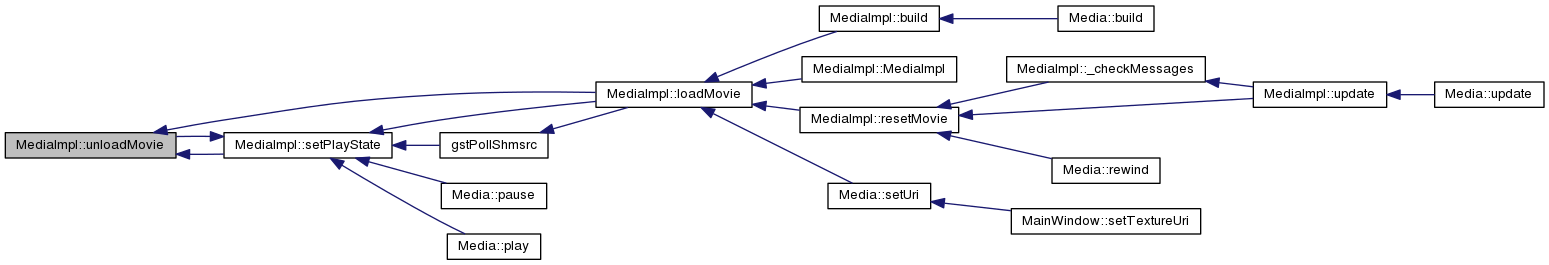 MediaImpl::build
Media::build
MediaImpl::MediaImpl
MediaImpl::_checkMessages
MediaImpl::loadMovie
MediaImpl::update
Media::update
MediaImpl::resetMovie
MediaImpl::unloadMovie
MediaImpl::setPlayState
gstPollShmsrc
Media::rewind
Media::pause
Media::setUri
MainWindow::setTextureUri
Media::play